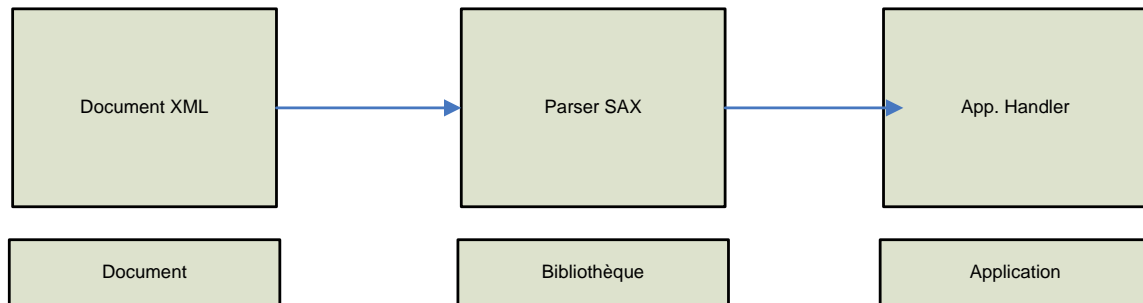 Document XML
Parser SAX
App. Handler
Document
Bibliothèque
Application